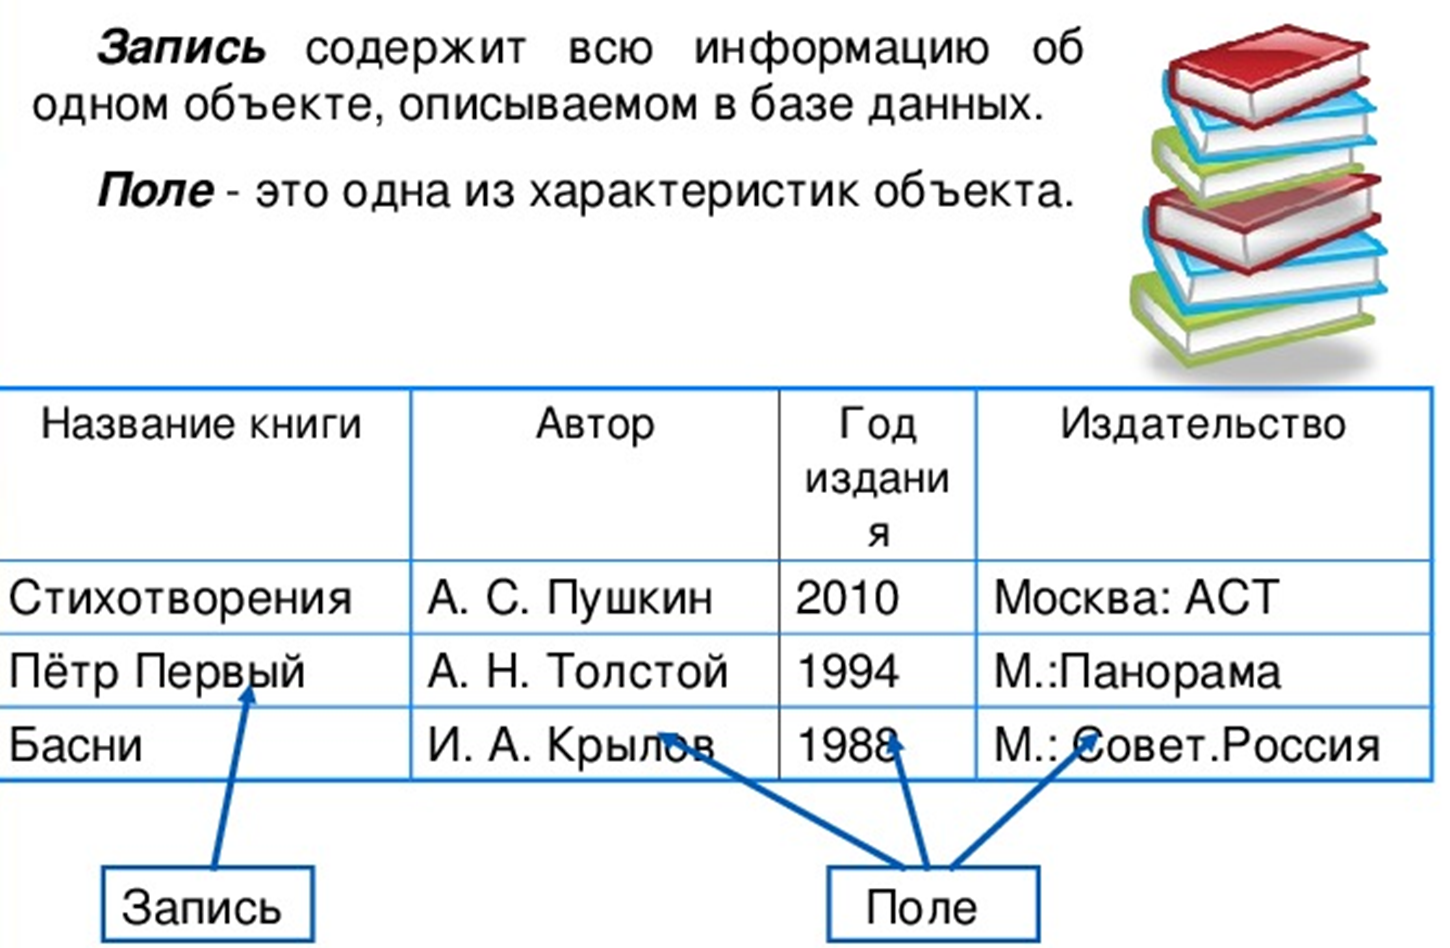 Запись содержит всю информацию об
одном объекте, описываемом в базе данных.
Поле - это одна из характеристик объекта.
Название книги Автор Год издани я Издательство
Стихотворения А. С. Пушкин 2010 Москва: АСТ
Пётр Первый А. Н. Толстой 1994 М.:Панорама
Басни И. А. Крылов 1988 М.: Совет.Россия
Запись Поле